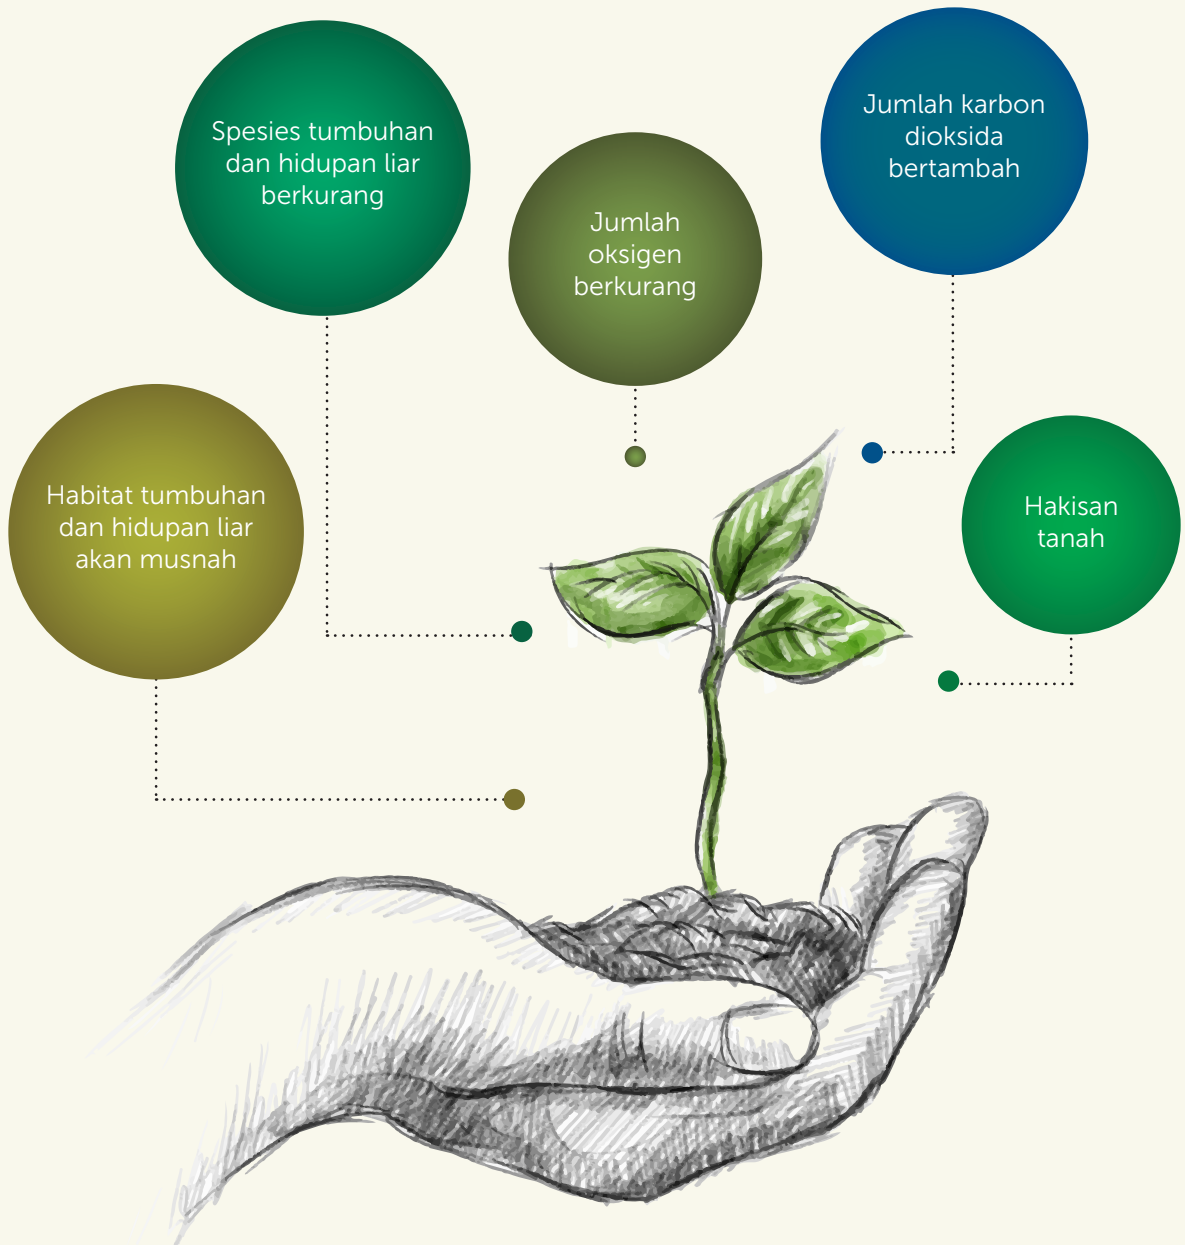 Spesies tumbuhan
dan hidupan liar
berkurang
Jumlah
oksigen
berkurang
Jumlah karbon
dioksida
bertambah
Habitat tumbuhan
dan hidupan liar
akan musnah
Hakisan
tanah